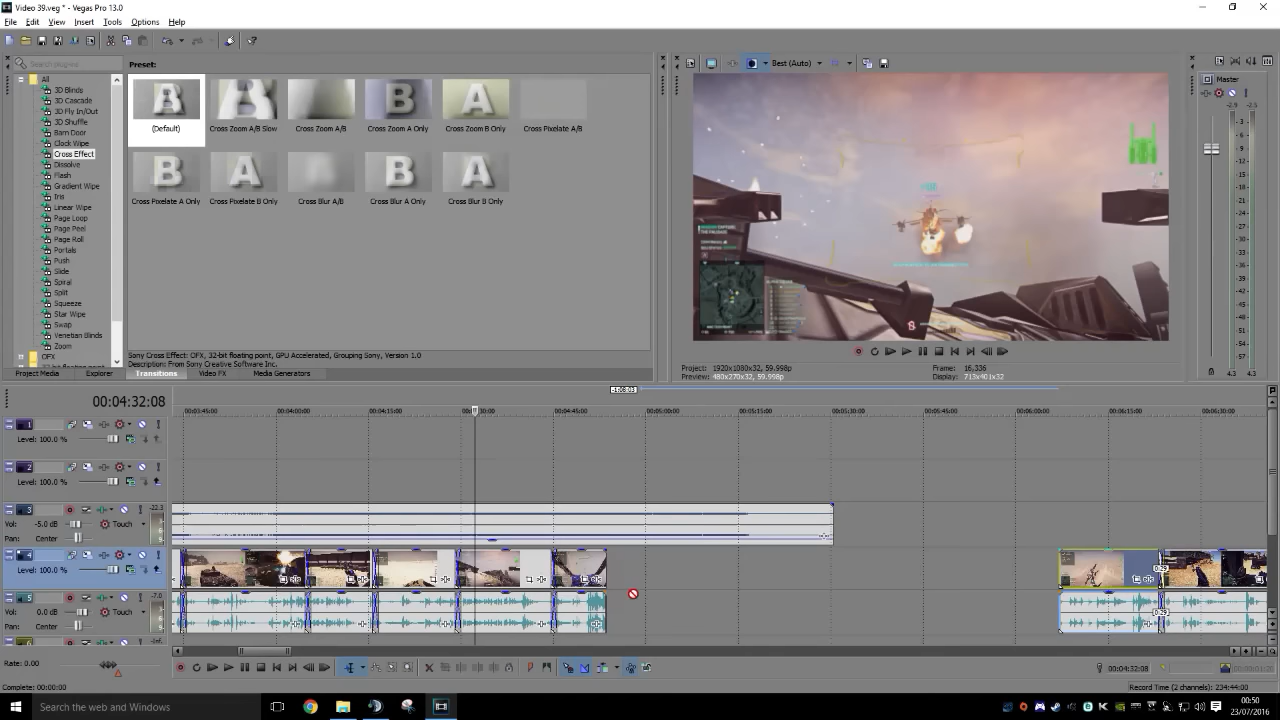 Video 39.veg * - Vegas Pro 13.0
File Edit View Insert Tools Options Help
Preset:
Best (Auto)
Master
All
3D Blinds
3D Cascade
3D Fly In/Out
3D Shuffle
Barn Door
Clock Wipe
Cross Effect
Dissolve
Flash
Gradient Wipe
Iris
Linear Wipe
Page Loop
Page Peel
Page Roll
Portals
Push
Slide
Spiral
Split
Squeeze
Star Wipe
Swap
Venetian Blinds
Zoom
OFX
(Default) Cross Zoom A/B Slow Cross Zoom A/B Cross Zoom A Only Cross Zoom B Only Cross Pixelate A/B
Cross Pixelate A Only Cross Pixelate B Only Cross Blur A/B Cross Blur A Only Cross Blur B Only
Sony Cross Effect: OFX, 32-bit floating point, GPU Accelerated, Grouping Sony, Version 1.0
Description: From Sony Creative Software Inc.
Project Media Explorer Transitions Video FX Media Generators
Project: 1920x1080x32, 59.998p Frame: 16,336
Preview: 480x270x32, 59.998p Display: 713x401x32
00:04:32:08
00:03:45:00 00:04:00:00 00:04:15:00 00:04:45:00 00:05:00:00 00:05:15:00 00:05:30:00 00:05:45:00 00:06:00:00 00:06:15:00 00:06:30:00
1
Level: 100.0 %
2
Level: 100.0 %
3
Vol: -5.0 dB Touch
Pan: Center
4
Level: 100.0 %
5
Vol: 0.0 dB Touch
Pan: Center
Rate: 0.00
00:04:32:08
Complete: 00:00:00 Record Time (2 channels): 234:44:00
Search the web and Windows
00:50
23/07/2016